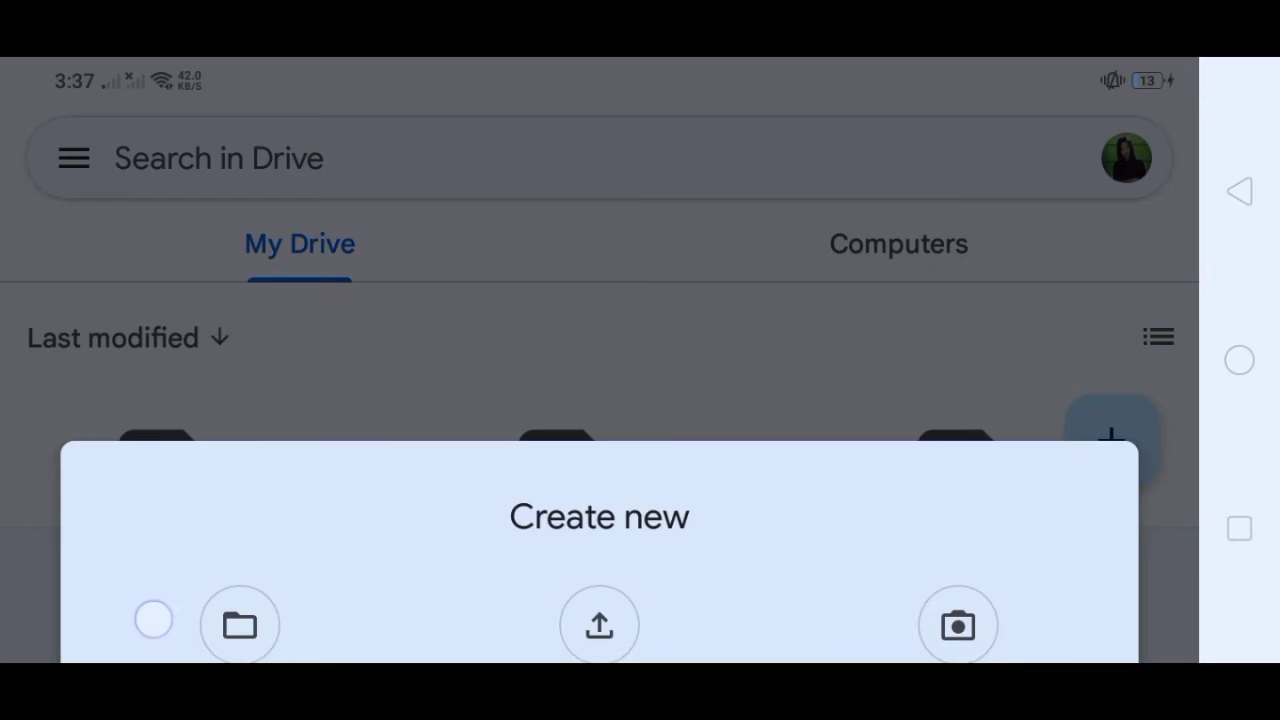 3:37 42.0 KB/S 13
Search in Drive
My Drive Computers
Last modified
Create new